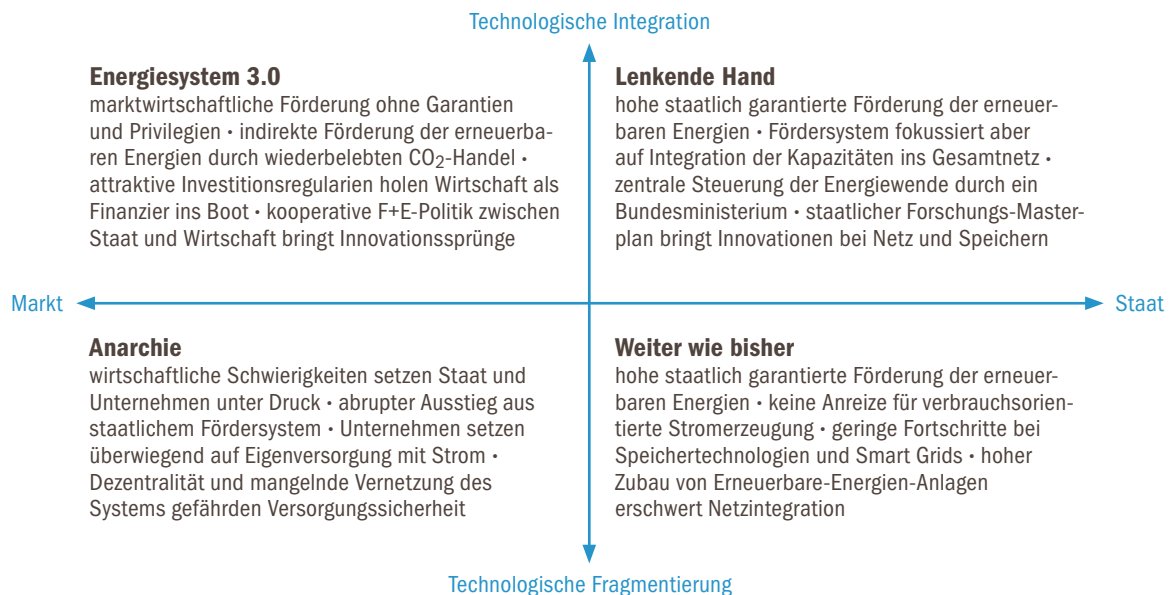 Technologische Integration
Energiesystem 3.0
marktwirtschaftliche Förderung ohne Garantien
und Privilegien · indirekte Förderung der erneuerba-
ren Energien durch wiederbelebten CO2-Handel ·
attraktive Investitionsregularien holen Wirtschaft als
Finanzier ins Boot · kooperative F+E-Politik zwischen
Staat und Wirtschaft bringt Innovationssprünge
Lenkende Hand
hohe staatlich garantierte Förderung der erneuer-
baren Energien · Fördersystem fokussiert aber
auf Integration der Kapazitäten ins Gesamtnetz ·
zentrale Steuerung der Energiewende durch ein
Bundesministerium · staatlicher Forschungs-Master-
plan bringt Innovationen bei Netz und Speichern
Markt
Staat
Anarchie
wirtschaftliche Schwierigkeiten setzen Staat und
Unternehmen unter Druck · abrupter Ausstieg aus
staatlichem Fördersystem · Unternehmen setzen
überwiegend auf Eigenversorgung mit Strom ·
Dezentralität und mangelnde Vernetzung des
Systems gefährden Versorgungssicherheit
Weiter wie bisher
hohe staatlich garantierte Förderung der erneuer-
baren Energien · keine Anreize für verbrauchsorien-
tierte Stromerzeugung · geringe Fortschritte bei
Speichertechnologien und Smart Grids · hoher
Zubau von Erneuerbare-Energien-Anlagen
erschwert Netzintegration
Technologische Fragmentierung